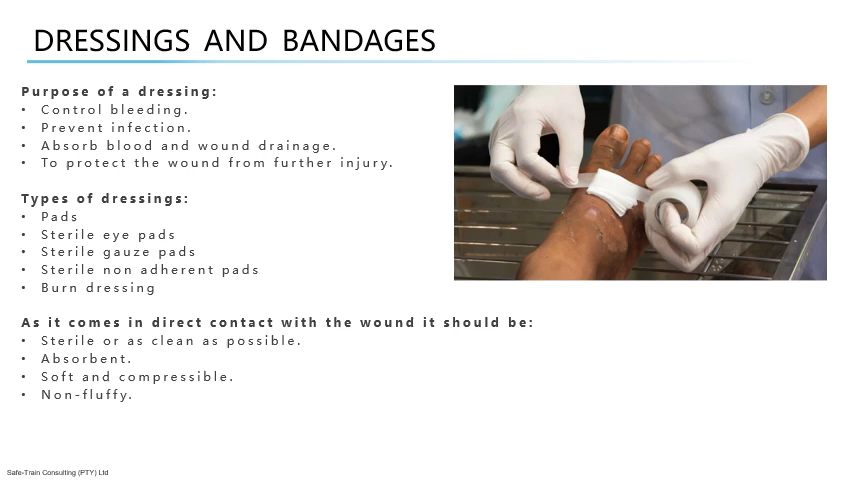 DRESSINGS AND BANDAGES
Purpose of a dressing:
• Control bleeding.
• Prevent infection.
• Absorb blood and wound drainage.
• To protect the wound from further injury.
Types of dressings:
• Pads
• Sterile eye pads
• Sterile gauze pads
• Sterile non adherent pads
• Burn dressing
As it comes in direct contact with the wound it should be:
• Sterile or as clean as possible.
• Absorbent.
• Soft and compressible.
• Non-fluffy.
Safe-Train Consulting (PTY) Ltd